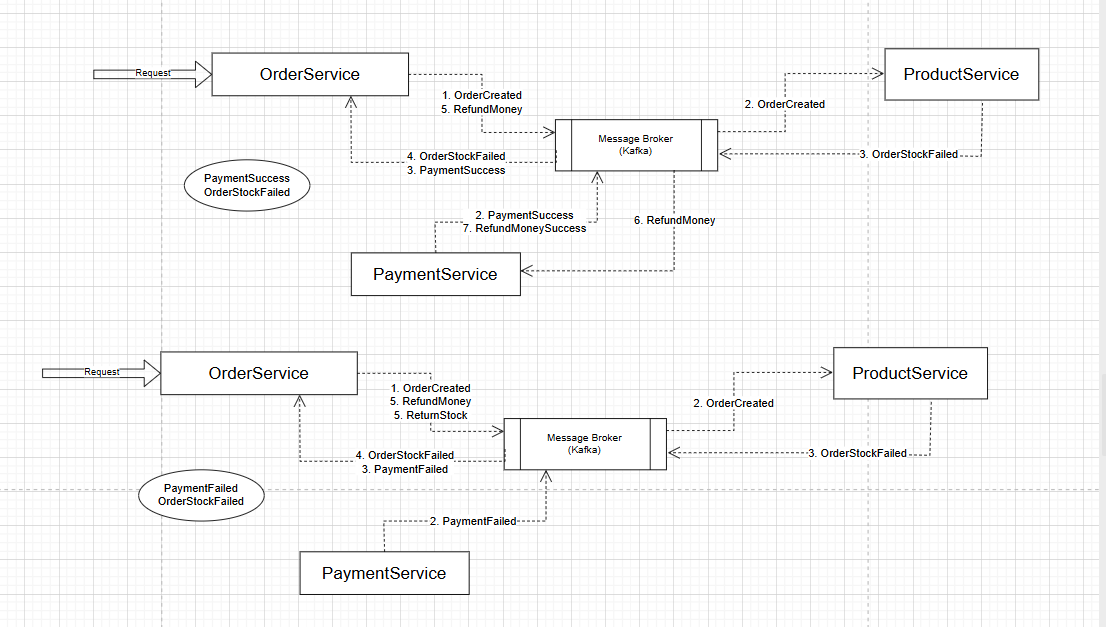 Request
OrderService
1. OrderCreated
5. RefundMoney
2. OrderCreated
ProductService
Message Broker
(Kafka)
4. OrderStockFailed
3. PaymentSuccess
3. OrderStockFailed
PaymentSuccess
OrderStockFailed
2. PaymentSuccess
7. RefundMoneySuccess
6. RefundMoney
PaymentService
Request
OrderService
1. OrderCreated
5. RefundMoney
5. ReturnStock
2. OrderCreated
ProductService
Message Broker
(Kafka)
4. OrderStockFailed
3. PaymentFailed
3. OrderStockFailed
PaymentFailed
OrderStockFailed
2. PaymentFailed
PaymentService